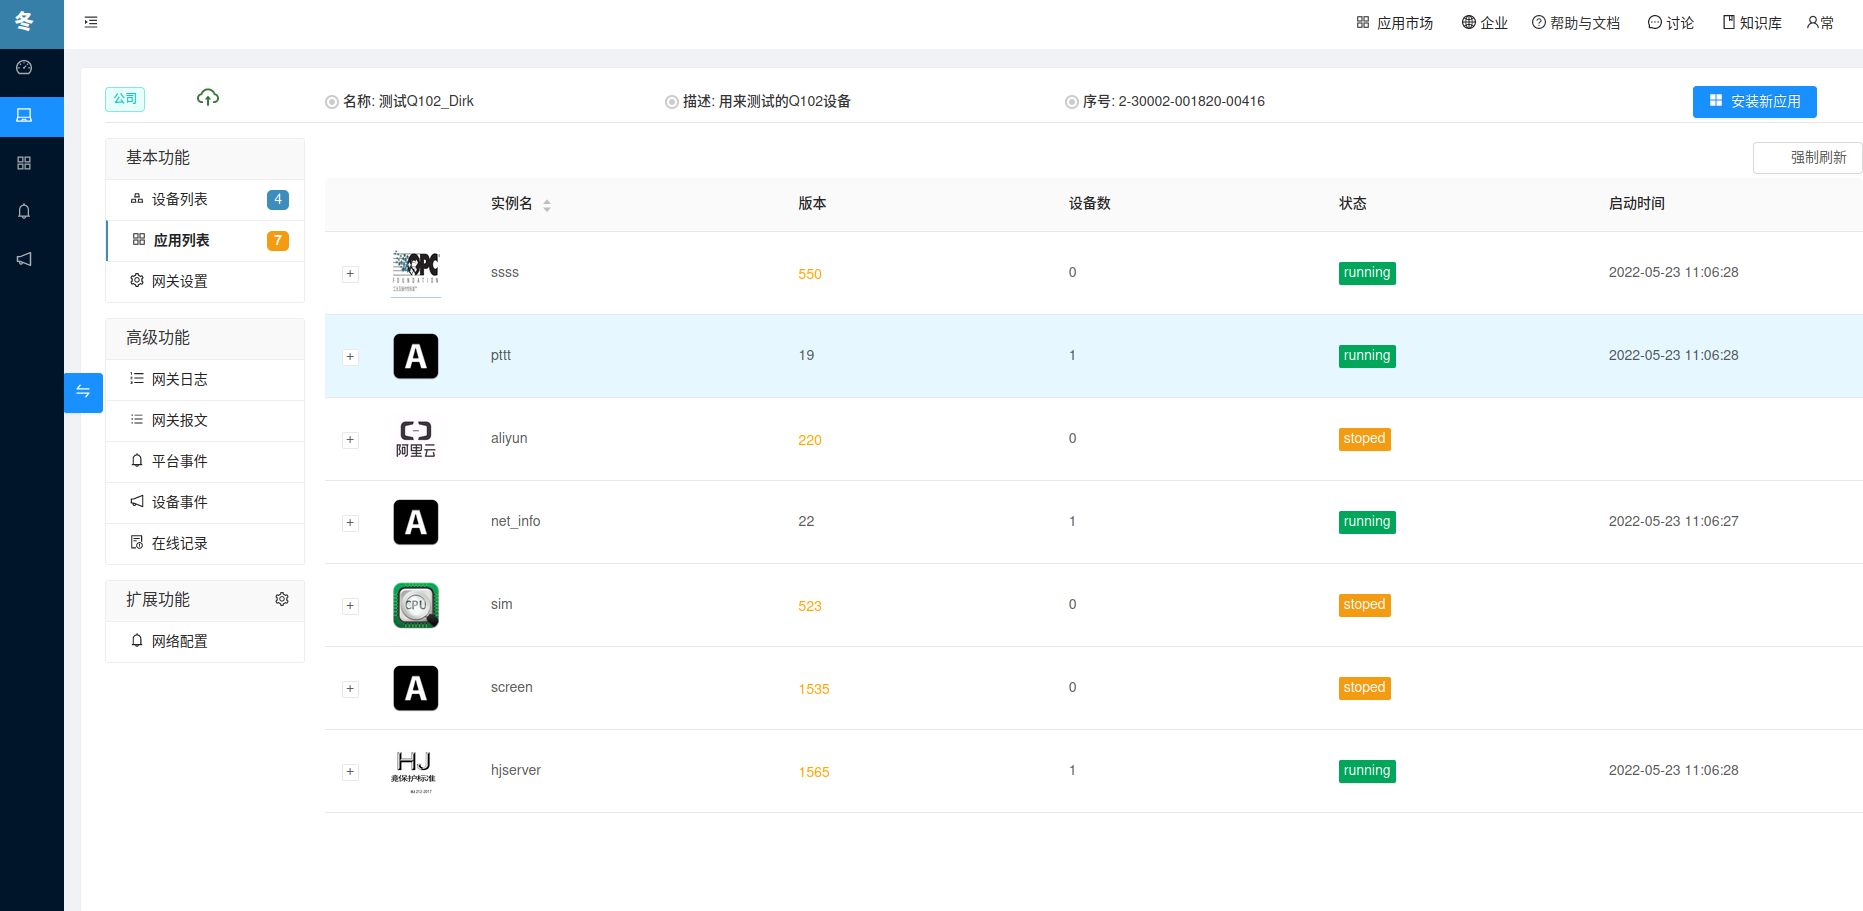 冬
应用市场 企业 帮助与文档 讨论 知识库 常
公司 名称: 测试Q102_Dirk 描述: 用来测试的Q102设备 序号: 2-30002-001820-00416 安装新应用
基本功能
设备列表 4
应用列表 7
网关设置
高级功能
网关日志
网关报文
平台事件
设备事件
在线记录
扩展功能
网络配置
强制刷新
实例名 版本 设备数 状态 启动时间
OPC
FOUNDATION
ssss 550 0 running 2022-05-23 11:06:28
A pttt 19 1 running 2022-05-23 11:06:28
阿里云 aliyun 220 0 stoped
A net_info 22 1 running 2022-05-23 11:06:27
CPU sim 523 0 stoped
A screen 1535 0 stoped
HJ
境保护标准
HJ 212-2017
hjserver 1565 1 running 2022-05-23 11:06:28